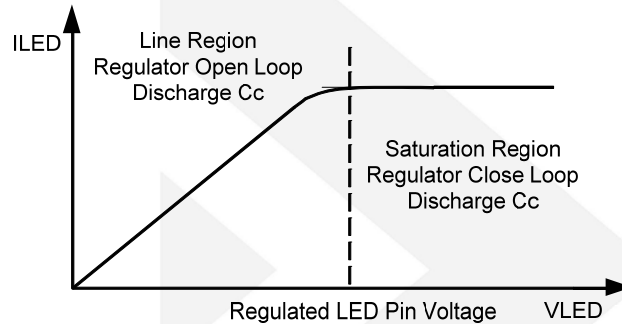 ILED
Line Region
Regulator Open Loop
Discharge Cc
Saturation Region
Regulator Close Loop
Discharge Cc
Regulated LED Pin Voltage
VLED